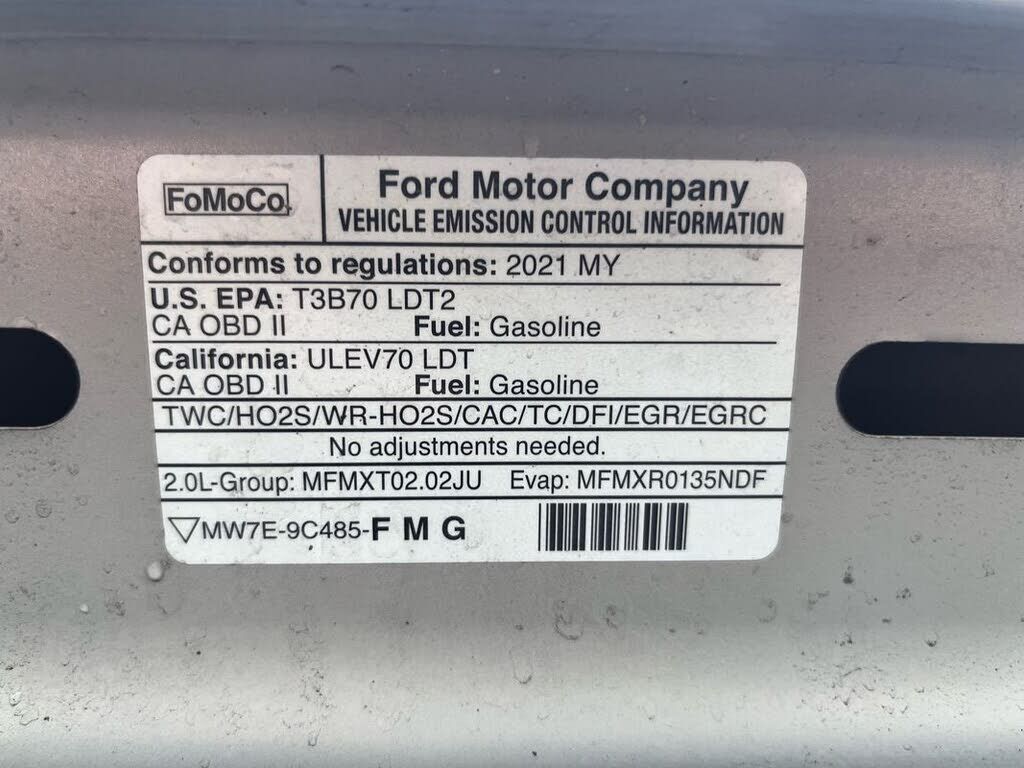 FoMoCo.
Ford Motor Company
VEHICLE EMISSION CONTROL INFORMATION
Conforms to regulations: 2021 MY
U.S. EPA: T3B70 LDT2
CA OBD II Fuel: Gasoline
California: ULEV70 LDT
CA OBD II Fuel: Gasoline
TWC/HO2S/WR-HO2S/CAC/TC/DFI/EGR/EGRC
No adjustments needed.
2.0L-Group: MFMXT02.02JU Evap: MFMXR0135NDF
MW7E-9C485-F M G